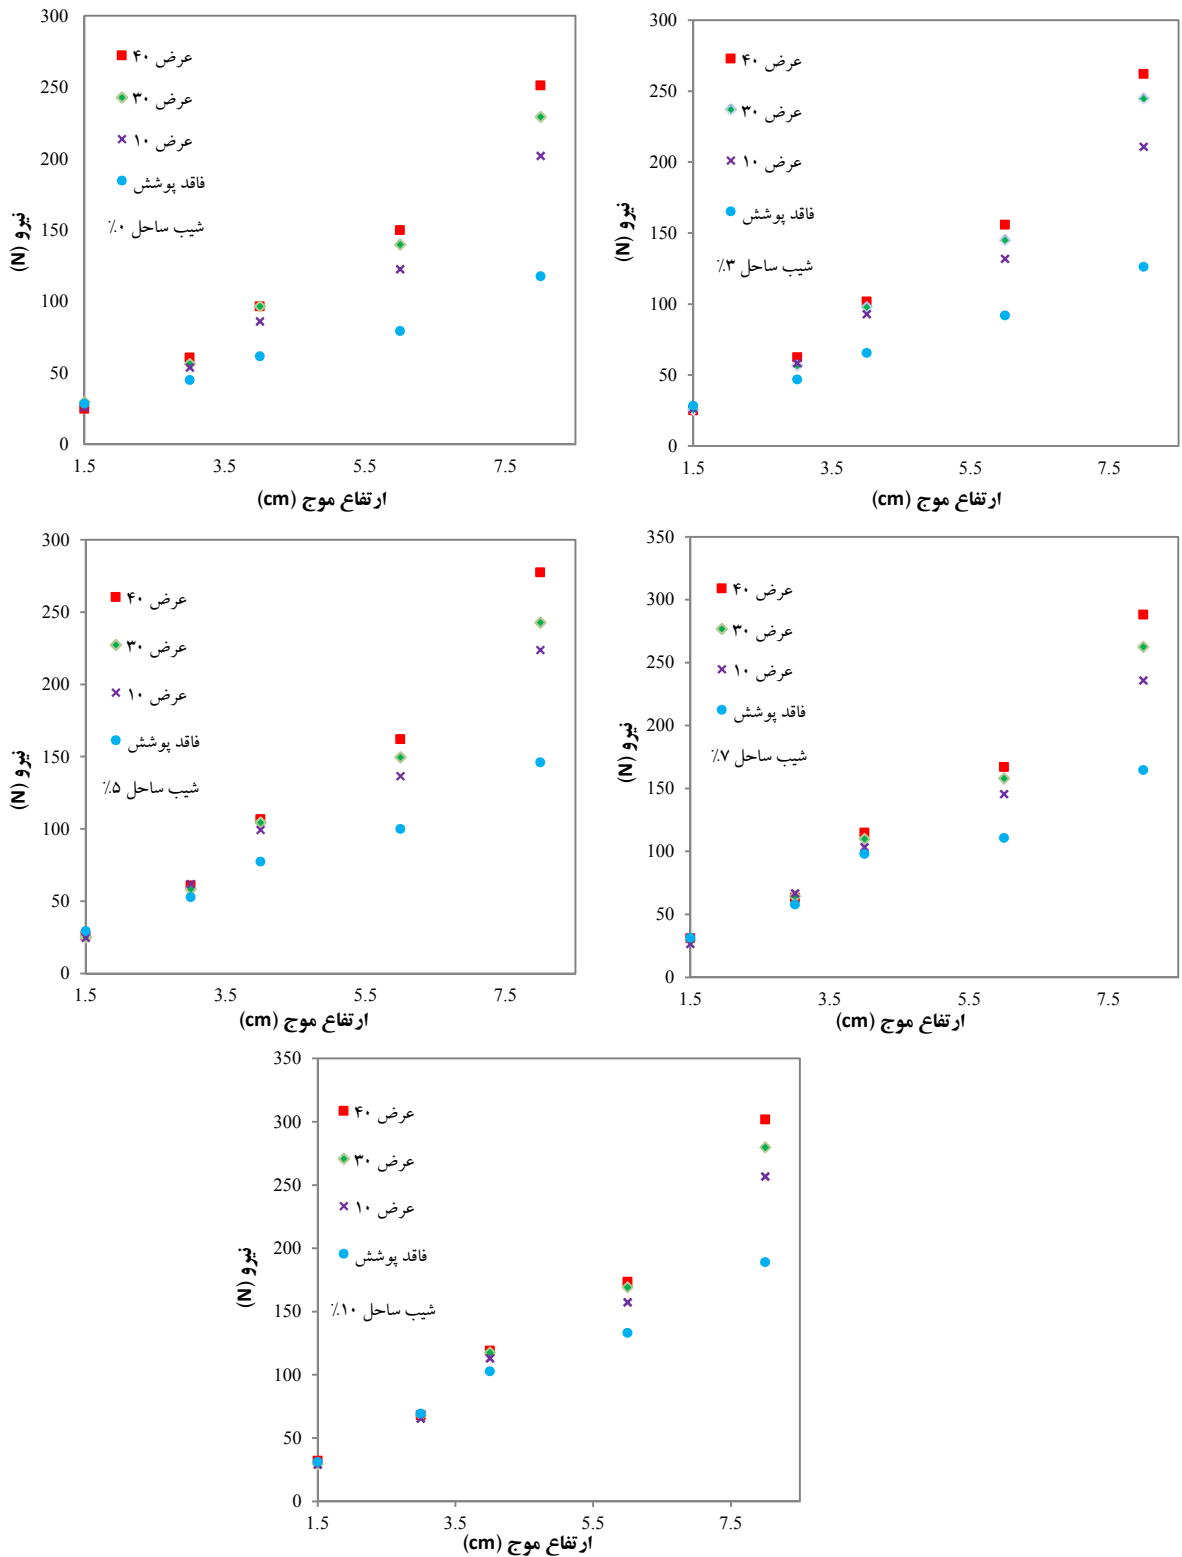 300
250
200
150
100
50
0
1.5
3.5
5.5
7.5
نیرو (N)
ارتفاع موج (cm)
عرض ۴۰
عرض ۳۰
عرض ۱۰
فاقد پوشش
شیب ساحل ۰٪
300
250
200
150
100
50
0
1.5
3.5
5.5
7.5
نیرو (N)
ارتفاع موج (cm)
عرض ۴۰
عرض ۳۰
عرض ۱۰
فاقد پوشش
شیب ساحل ۳٪
300
250
200
150
100
50
0
1.5
3.5
5.5
7.5
نیرو (N)
ارتفاع موج (cm)
عرض ۴۰
عرض ۳۰
عرض ۱۰
فاقد پوشش
شیب ساحل ۵٪
350
300
250
200
150
100
50
0
1.5
3.5
5.5
7.5
نیرو (N)
ارتفاع موج (cm)
عرض ۴۰
عرض ۳۰
عرض ۱۰
فاقد پوشش
شیب ساحل ۷٪
350
300
250
200
150
100
50
0
1.5
3.5
5.5
7.5
نیرو (N)
ارتفاع موج (cm)
عرض ۴۰
عرض ۳۰
عرض ۱۰
فاقد پوشش
شیب ساحل ۱۰٪